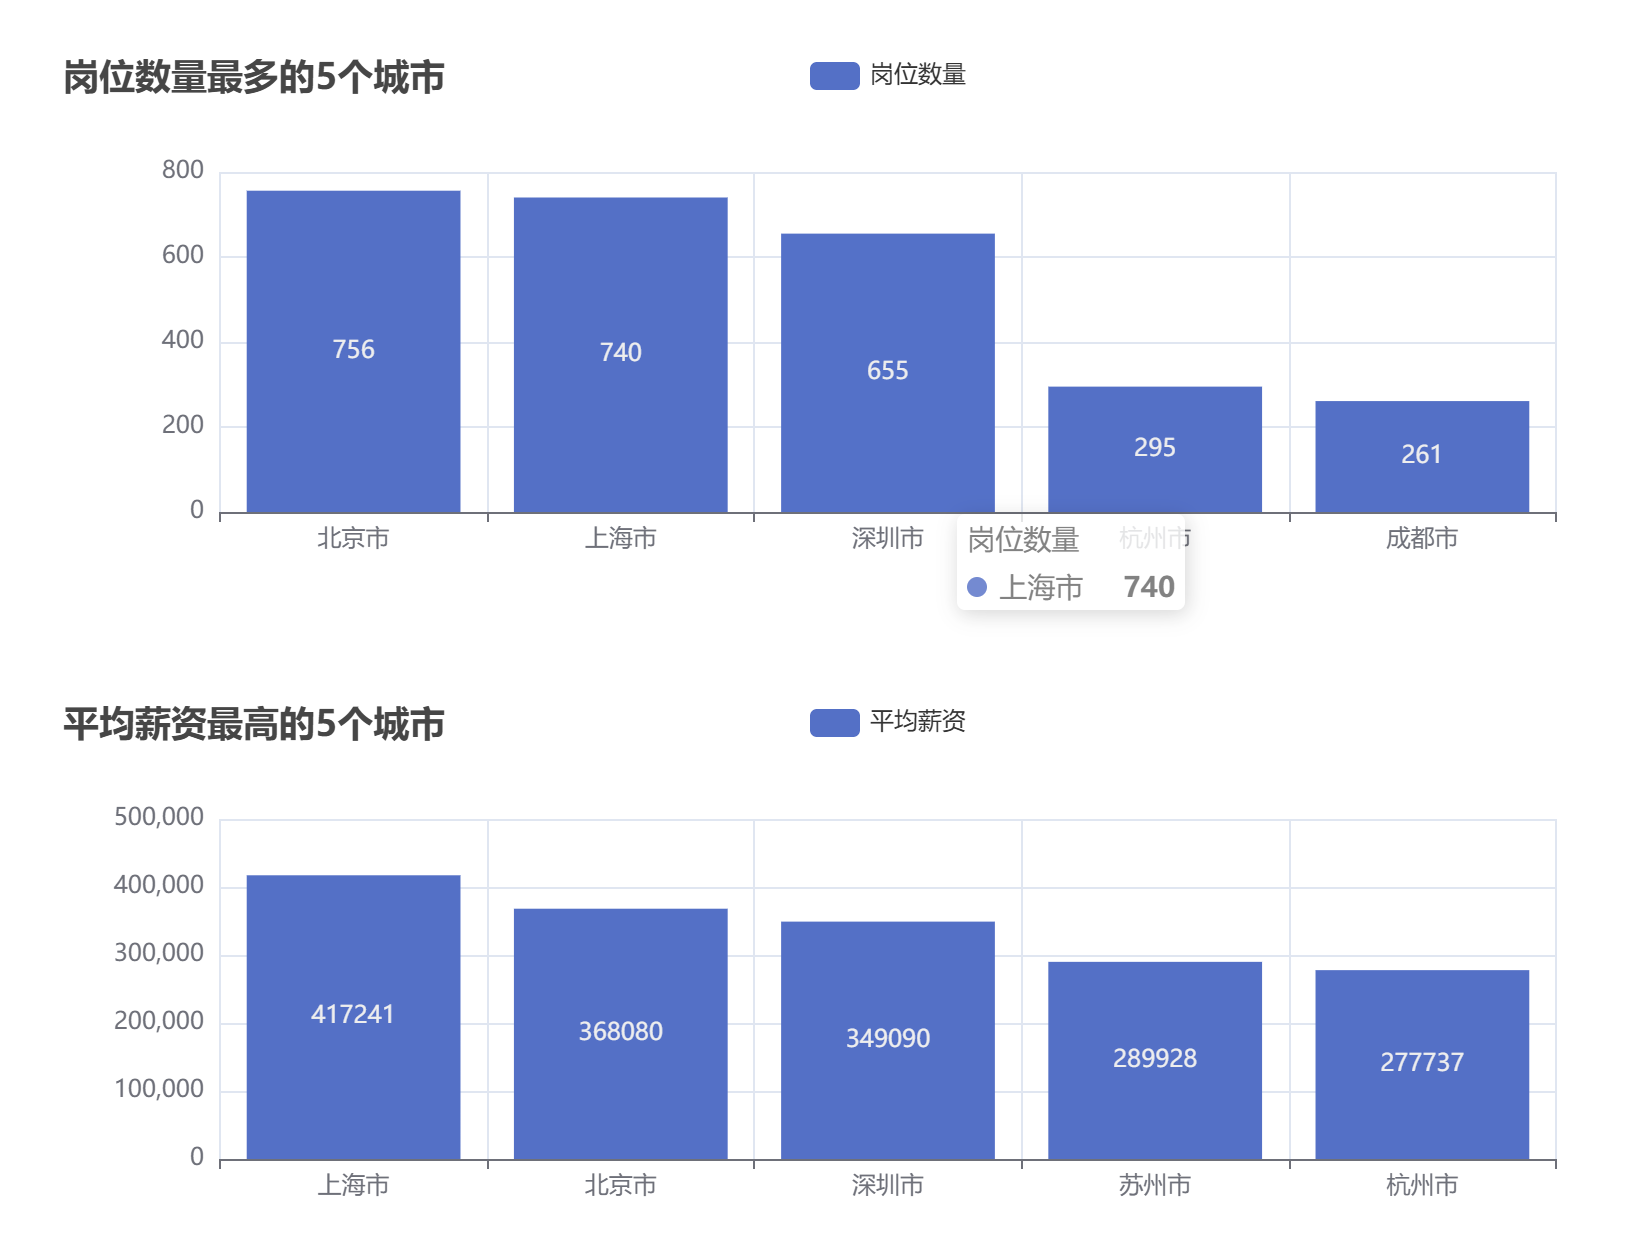 岗位数量最多的5个城市
岗位数量
800
600
400
200
0
756
740
655
295
261
北京市
上海市
深圳市
杭州市
成都市
岗位数量
上海市 740
平均薪资最高的5个城市
平均薪资
500,000
400,000
300,000
200,000
100,000
0
417241
368080
349090
289928
277737
上海市
北京市
深圳市
苏州市
杭州市